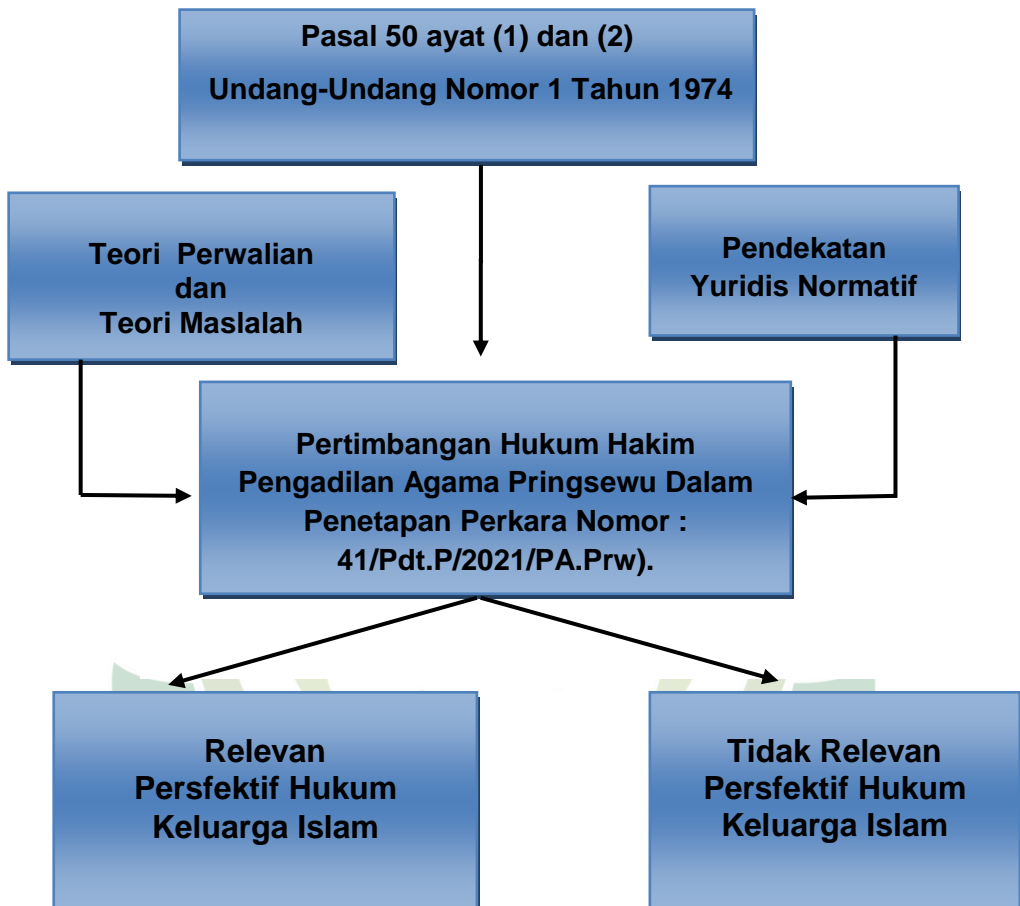 Pasal 50 ayat (1) dan (2)
Undang-Undang Nomor 1 Tahun 1974
Teori Perwalian
dan
Teori Maslalah
Pendekatan
Yuridis Normatif
Pertimbangan Hukum Hakim
Pengadilan Agama Pringsewu Dalam
Penetapan Perkara Nomor :
41/Pdt.P/2021/PA.Prw).
Relevan
Persfektif Hukum
Keluarga Islam
Tidak Relevan
Persfektif Hukum
Keluarga Islam